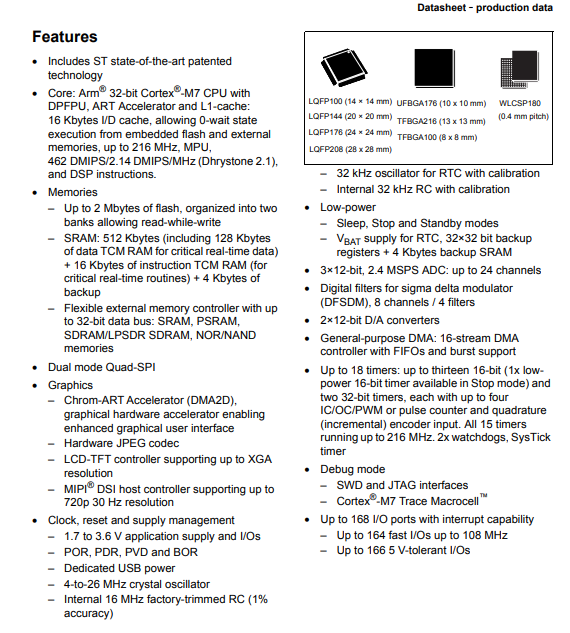 Datasheet - production data
Features
• Includes ST state-of-the-art patented
technology
• Core: Arm® 32-bit Cortex®-M7 CPU with
DPFPU, ART Accelerator and L1-cache:
16 Kbytes I/D cache, allowing 0-wait state
execution from embedded flash and external
memories, up to 216 MHz, MPU,
462 DMIPS/2.14 DMIPS/MHz (Dhrystone 2.1),
and DSP instructions.
• Memories
– Up to 2 Mbytes of flash, organized into two
banks allowing read-while-write
– SRAM: 512 Kbytes (including 128 Kbytes
of data TCM RAM for critical real-time data)
+ 16 Kbytes of instruction TCM RAM (for
critical real-time routines) + 4 Kbytes of
backup
– Flexible external memory controller with up
to 32-bit data bus: SRAM, PSRAM,
SDRAM/LPSDR SDRAM, NOR/NAND
memories
• Dual mode Quad-SPI
• Graphics
– Chrom-ART Accelerator (DMA2D),
graphical hardware accelerator enabling
enhanced graphical user interface
– Hardware JPEG codec
– LCD-TFT controller supporting up to XGA
resolution
– MIPI® DSI host controller supporting up to
720p 30 Hz resolution
• Clock, reset and supply management
– 1.7 to 3.6 V application supply and I/Os
– POR, PDR, PVD and BOR
– Dedicated USB power
– 4-to-26 MHz crystal oscillator
– Internal 16 MHz factory-trimmed RC (1%
accuracy)
LQFP100 (14 × 14 mm) UFBGA176 (10 x 10 mm) WLCSP180
LQFP144 (20 × 20 mm) TFBGA216 (13 x 13 mm) (0.4 mm pitch)
LQFP176 (24 × 24 mm) TFBGA100 (8 x 8 mm)
LQFP208 (28 x 28 mm)
– 32 kHz oscillator for RTC with calibration
– Internal 32 kHz RC with calibration
• Low-power
– Sleep, Stop and Standby modes
– VBAT supply for RTC, 32×32 bit backup
registers + 4 Kbytes backup SRAM
• 3×12-bit, 2.4 MSPS ADC: up to 24 channels
• Digital filters for sigma delta modulator
(DFSDM), 8 channels / 4 filters
• 2×12-bit D/A converters
• General-purpose DMA: 16-stream DMA
controller with FIFOs and burst support
• Up to 18 timers: up to thirteen 16-bit (1x low-
power 16-bit timer available in Stop mode) and
two 32-bit timers, each with up to four
IC/OC/PWM or pulse counter and quadrature
(incremental) encoder input. All 15 timers
running up to 216 MHz. 2x watchdogs, SysTick
timer
• Debug mode
– SWD and JTAG interfaces
– Cortex®-M7 Trace Macrocell™
• Up to 168 I/O ports with interrupt capability
– Up to 164 fast I/Os up to 108 MHz
– Up to 166 5 V-tolerant I/Os